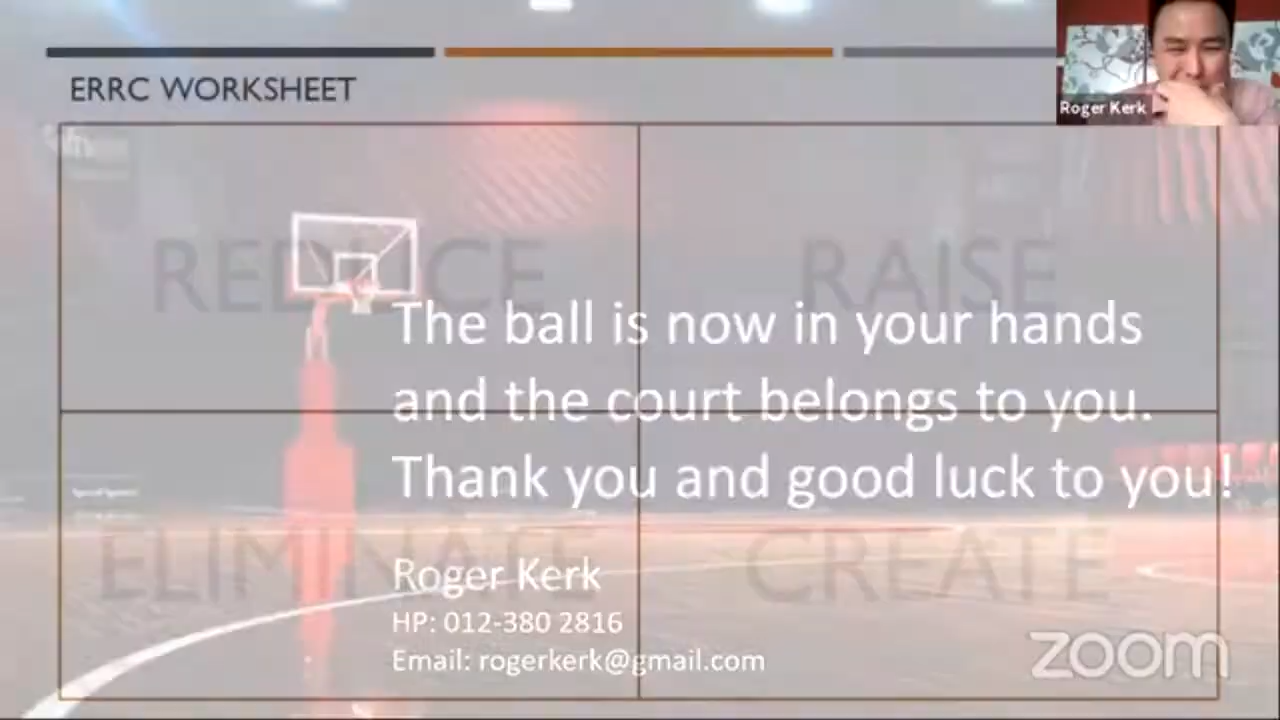 ERRC WORKSHEET
Roger Kerk
REDUCE
RAISE
The ball is now in your hands
and the court belongs to you.
Thank you and good luck to you!
ELIMINATE
CREATE
Roger Kerk
HP: 012-380 2816
Email: rogerkerk@gmail.com
zoom